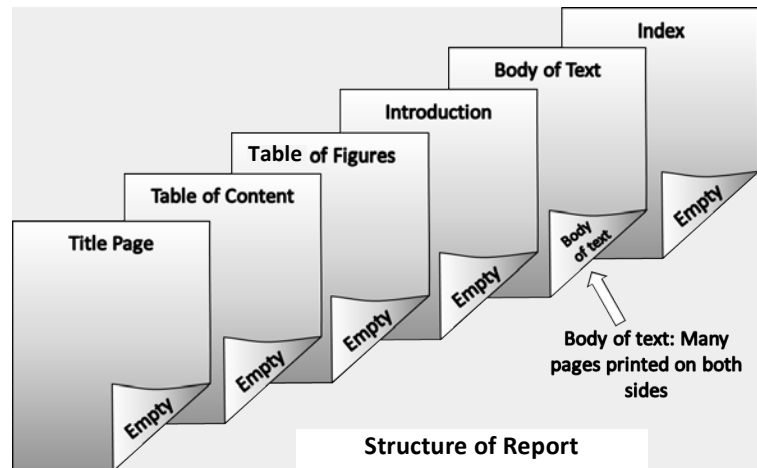 Index
Body of Text
Introduction
Table of Figures
Table of Content
Title Page
Empty
Body
of text
Empty
Empty
Empty
Empty
Body of text: Many
pages printed on both
sides
Structure of Report